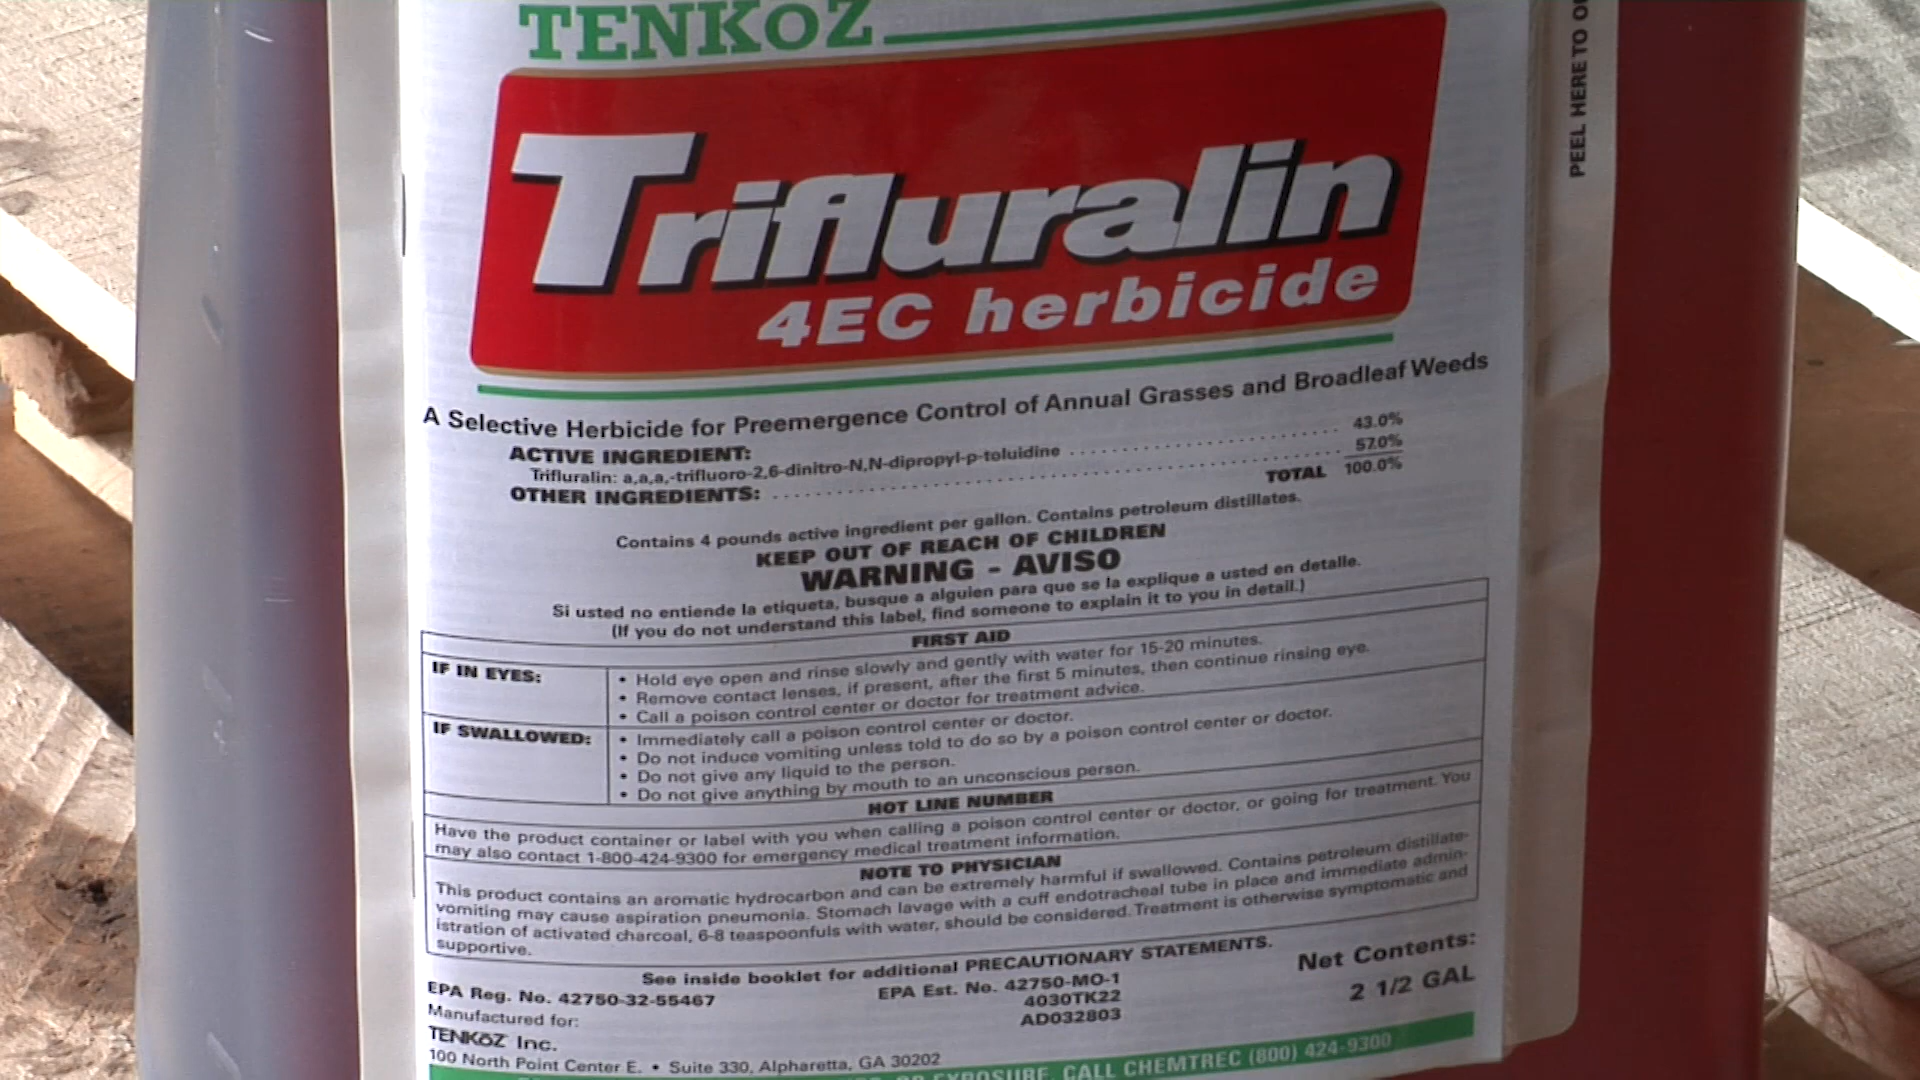 TENKOZ
PEEL HERE TO
Trifluralin
4EC herbicide
A Selective Herbicide for Preemergence Control of Annual Grasses and Broadleaf Weeds
ACTIVE INGREDIENT:
Trifluralin: a,a,a,-trifluoro-2,6-dinitro-N,N-dipropyl-p-toluidine . . . . . . . . . . . . . . . . . . . . . . . . . . . 43.0%
OTHER INGREDIENTS: . . . . . . . . . . . . . . . . . . . . . . . . . . . . . . . . . . . . . . . . . . . . . . . . . . . . . . 57.0%
TOTAL 100.0%
Contains 4 pounds active ingredient per gallon. Contains petroleum distillates.
KEEP OUT OF REACH OF CHILDREN
WARNING - AVISO
Si usted no entiende la etiqueta, busque a alguien para que se la explique a usted en detalle.
(If you do not understand this label, find someone to explain it to you in detail.)
FIRST AID
IF IN EYES:
• Hold eye open and rinse slowly and gently with water for 15-20 minutes.
• Remove contact lenses, if present, after the first 5 minutes, then continue rinsing eye.
• Call a poison control center or doctor for treatment advice.
IF SWALLOWED:
• Immediately call a poison control center or doctor.
• Do not induce vomiting unless told to do so by a poison control center or doctor.
• Do not give any liquid to the person.
• Do not give anything by mouth to an unconscious person.
HOT LINE NUMBER
Have the product container or label with you when calling a poison control center or doctor, or going for treatment. You
may also contact 1-800-424-9300 for emergency medical treatment information.
NOTE TO PHYSICIAN
This product contains an aromatic hydrocarbon and can be extremely harmful if swallowed. Contains petroleum distillate-
vomiting may cause aspiration pneumonia. Stomach lavage with a cuff endotracheal tube in place and immediate admin-
istration of activated charcoal, 6-8 teaspoonfuls with water, should be considered. Treatment is otherwise symptomatic and
supportive.
See inside booklet for additional PRECAUTIONARY STATEMENTS.
EPA Reg. No. 42750-32-55467
EPA Est. No. 42750-MO-1
4030TK22
AD032803
Net Contents:
2 1/2 GAL
Manufactured for:
TENKōZ Inc.
100 North Point Center E. • Suite 330, Alpharetta, GA 30202
OR EXPOSURE, CALL CHEMTREC (800) 424-9300